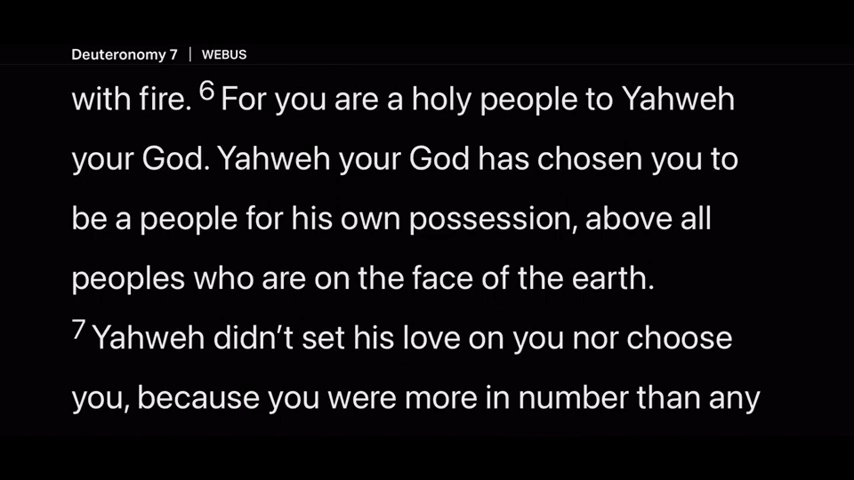 Deuteronomy 7 | WEBUS
with fire. 6 For you are a holy people to Yahweh
your God. Yahweh your God has chosen you to
be a people for his own possession, above all
peoples who are on the face of the earth.
7 Yahweh didn’t set his love on you nor choose
you, because you were more in number than any